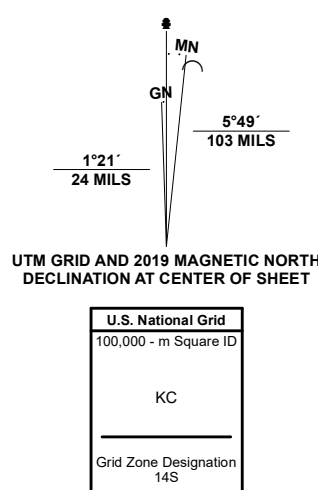 MN
GN
5°49´
103 MILS
1°21´
24 MILS
UTM GRID AND 2019 MAGNETIC NORTH
DECLINATION AT CENTER OF SHEET
U.S. National Grid
100,000 - m Square ID
KC
Grid Zone Designation
14S